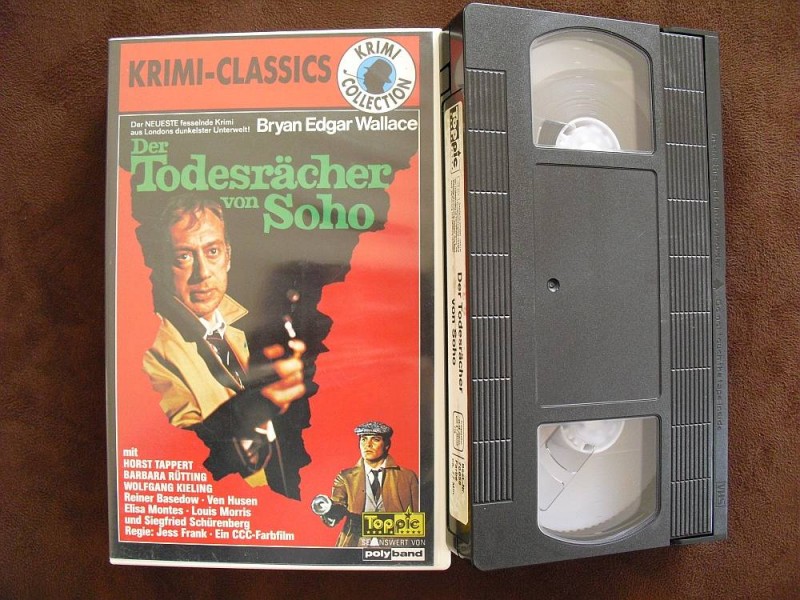 KRIMI-CLASSICS
KRIMI
COLLECTION
Der NEUESTE fesselnde Krimi
aus Londons dunkelster Unterwelt!
Bryan Edgar Wallace
Der
Todesrächer
von Soho
mit
HORST TAPPERT
BARBARA RÜTTING
WOLFGANG KIELING
Reiner Basedow · Ven Husen
Elisa Montes · Louis Morris
und Siegfried Schürenberg
Regie: Jess Frank · Ein CCC-Farbfilm
Toppic
SEHENSWERT VON
polyband
Toppic
Der Todesrächer
von Soho
VHS